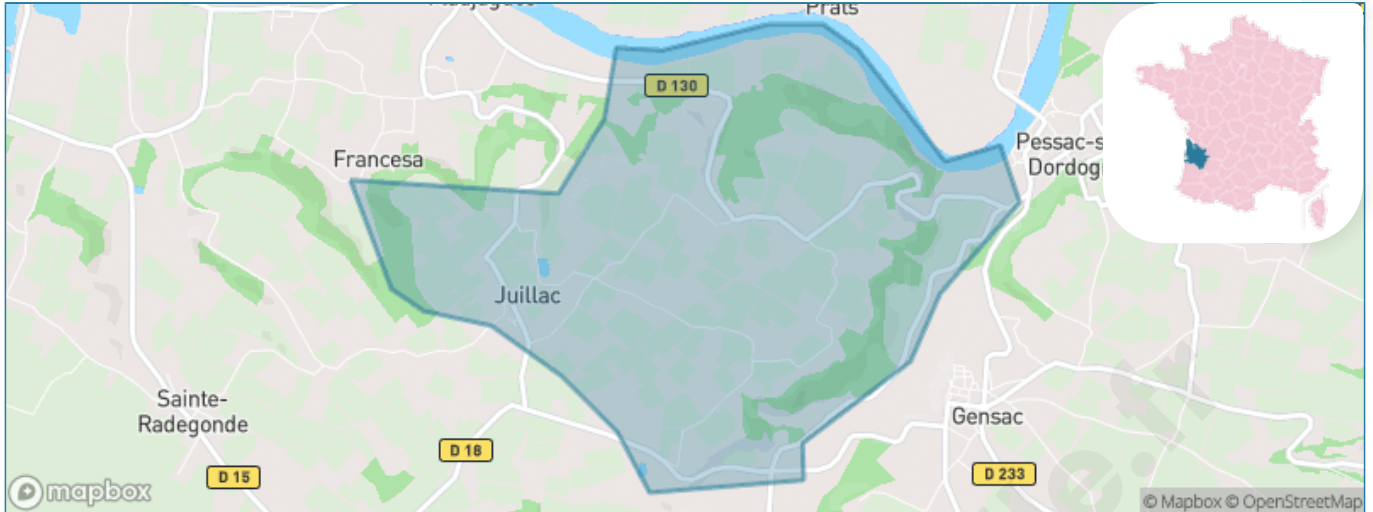 Prats
D 130
Pessac-s
Dordog
Francesa
Juillac
Sainte-
Radegonde
Gensac
D 18
D 15
D 233
mapbox
© Mapbox © OpenStreetMap